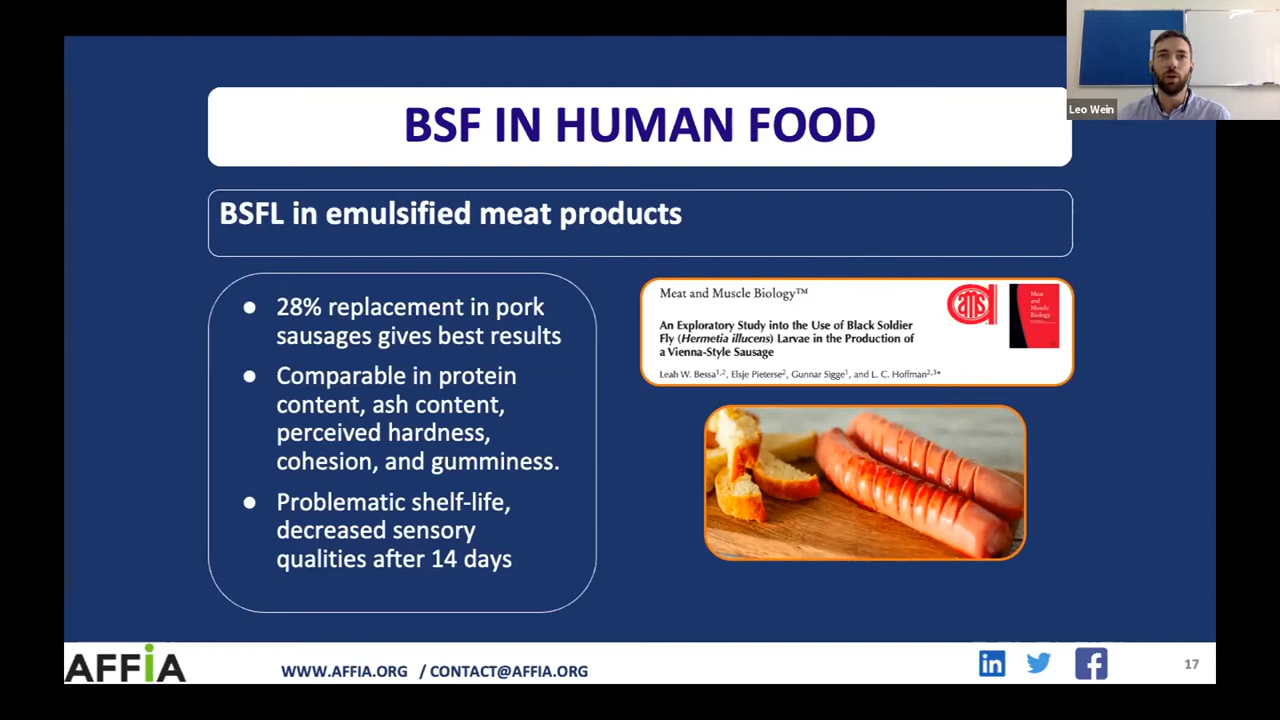 BSF IN HUMAN FOOD
Leo Wein
BSFL in emulsified meat products
● 28% replacement in pork
sausages gives best results
● Comparable in protein
content, ash content,
perceived hardness,
cohesion, and gumminess.
● Problematic shelf-life,
decreased sensory
qualities after 14 days
Meat and Muscle Biology™
An Exploratory Study into the Use of Black Soldier
Fly (Hermetia illucens) Larvae in the Production of
a Vienna-Style Sausage
Leah W. Bessa1,2, Elsje Pieterse2, Gunnar Sigge1, and L. C. Hoffman2,3*
Meat
and
Muscle
Biology
AFFiA
WWW.AFFIA.ORG / CONTACT@AFFIA.ORG
17